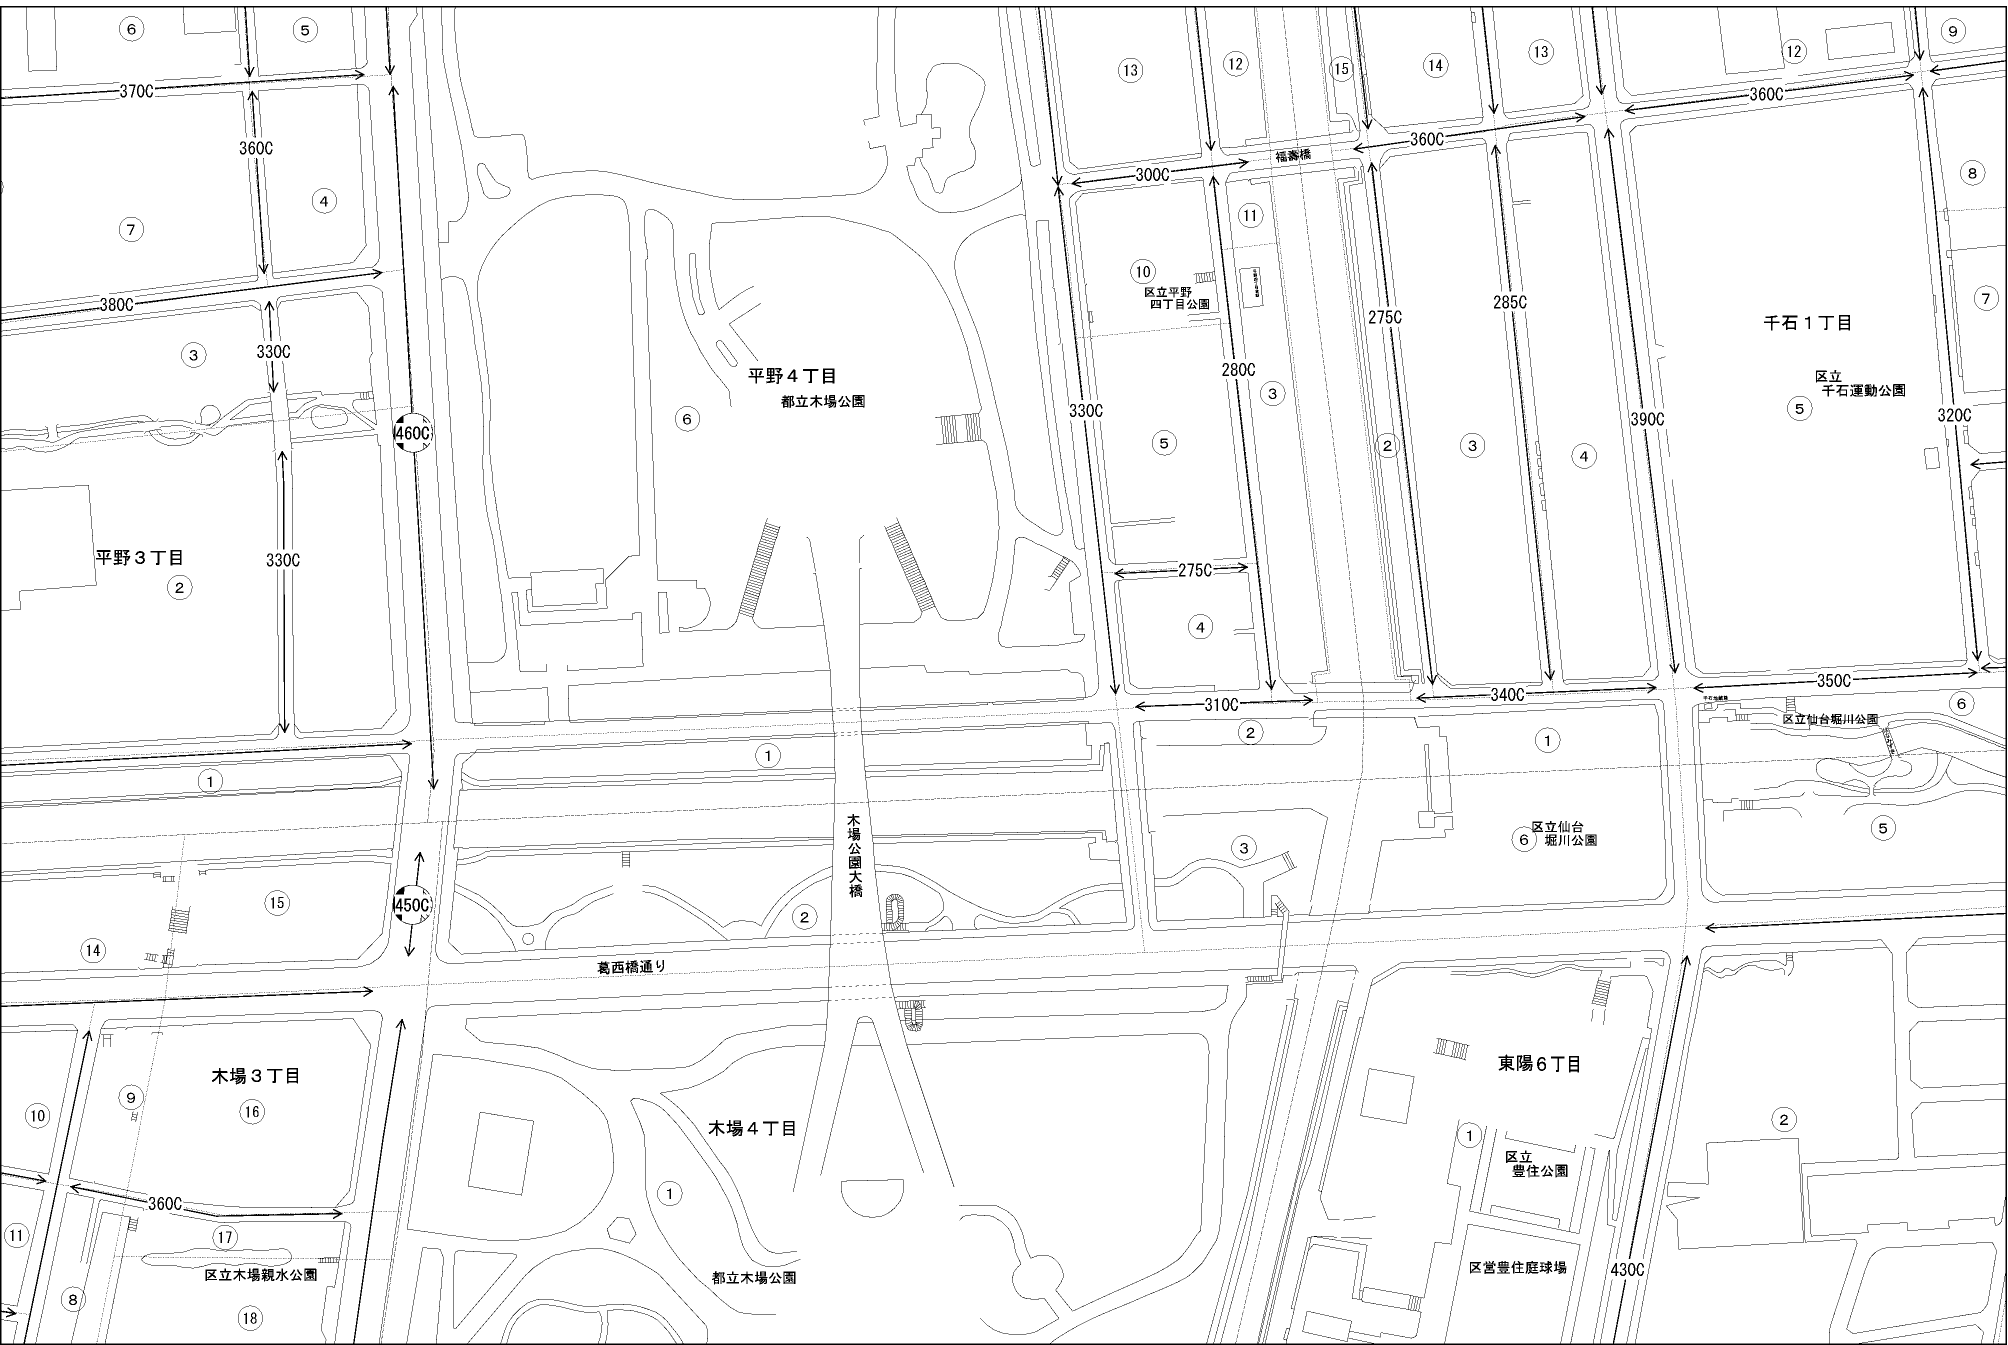 6
5
13
12
15
14
13
12
9
370C
360C
360C
360C
福壽橋
360C
300C
4
7
11
8
10
区立平野
四丁目公園
380C
275C
285C
千石1丁目
7
3
330C
平野4丁目
都立木場公園
6
280C
3
330C
区立
千石運動公園
5
390C
320C
460C
5
2
3
4
平野3丁目
2
330C
275C
4
310C
340C
350C
6
区立仙台堀川公園
1
1
2
1
木場公園大橋
区立仙台
堀川公園
6
5
3
15
450C
2
14
葛西橋通り
木場3丁目
16
9
10
木場4丁目
東陽6丁目
1
2
区立
豊住公園
360C
1
11
17
区立木場親水公園
都立木場公園
区営豊住庭球場
430C
8
18